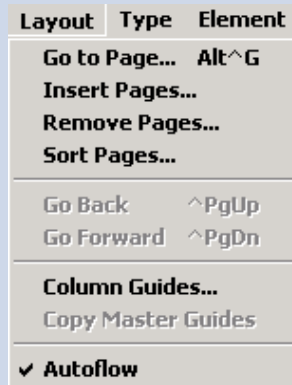 Layout Type Element
Go to Page... Alt^G
Insert Pages...
Remove Pages...
Sort Pages...
Go Back ^PgUp
Go Forward ^PgDn
Column Guides...
Copy Master Guides
✓ Autoflow